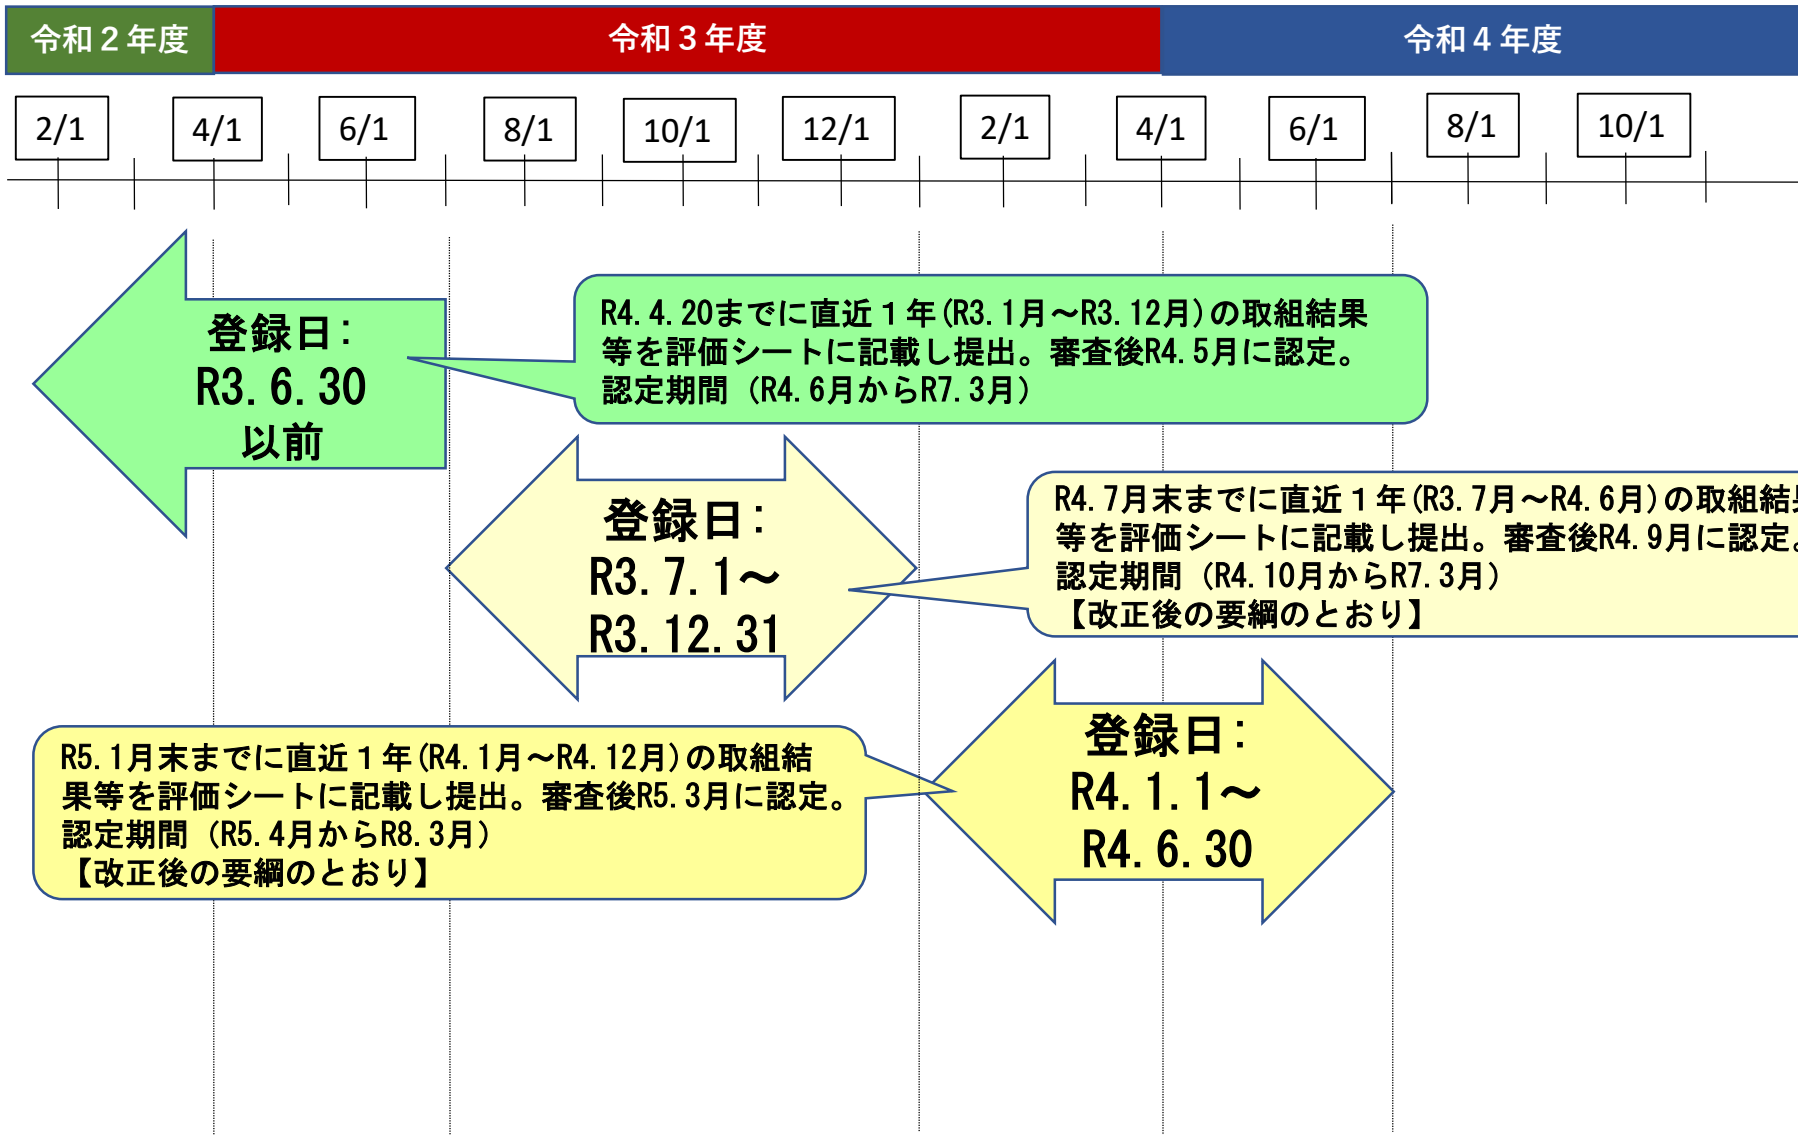 令和２年度
令和３年度
令和４年度
2/1
4/1
6/1
8/1
10/1
12/1
2/1
4/1
6/1
8/1
10/1
登録日：
R3.6.30
以前
R4.4.20までに直近１年(R3.1月～R3.12月)の取組結果
等を評価シートに記載し提出。審査後R4.5月に認定。
認定期間（R4.6月からR7.3月）
登録日：
R3.7.1～
R3.12.31
R4.7月末までに直近１年(R3.7月～R4.6月)の取組結果
等を評価シートに記載し提出。審査後R4.9月に認定。
認定期間（R4.10月からR7.3月）
【改正後の要綱のとおり】
R5.1月末までに直近１年(R4.1月～R4.12月)の取組結
果等を評価シートに記載し提出。審査後R5.3月に認定。
認定期間（R5.4月からR8.3月）
【改正後の要綱のとおり】
登録日：
R4.1.1～
R4.6.30